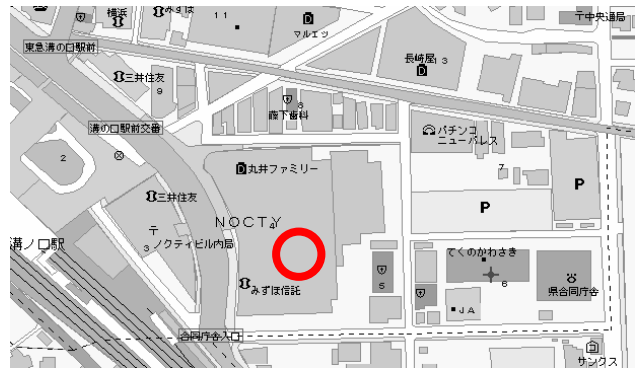 横浜
みずほ
11
マルエツ
〒中央通局
東急溝の口駅前
長崎屋
13
三井住友
9
8
藤下歯科
溝の口駅前交番
パチンコ
ニューパレス
2
丸井ファミリー
7
P
三井住友
P
NOCTY
4
〒
3 ノクティビル内局
溝ノ口駅
てくのかわさき
みずほ信託
5
6
県合同庁舎
JA
合同庁舎入口
サンクス